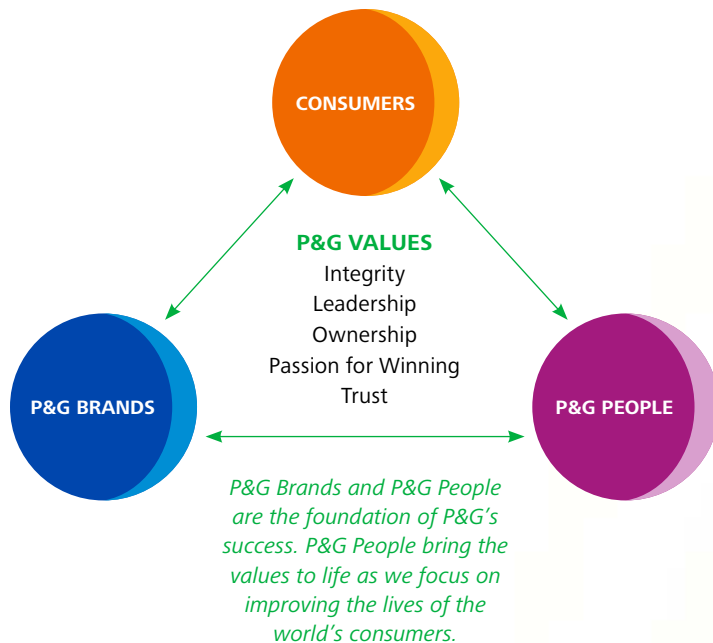 CONSUMERS
P&G VALUES
Integrity
Leadership
Ownership
Passion for Winning
Trust
P&G BRANDS
P&G PEOPLE
P&G Brands and P&G People
are the foundation of P&G’s
success. P&G People bring the
values to life as we focus on
improving the lives of the
world’s consumers.